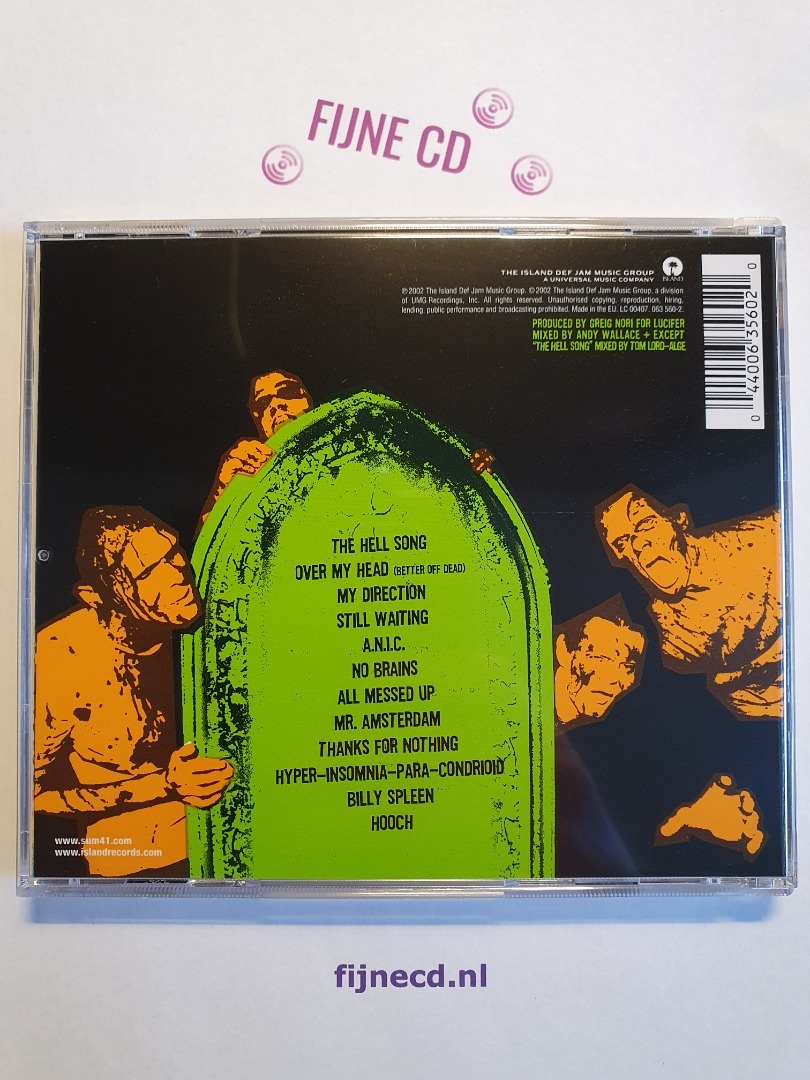 FIJNE CD
THE ISLAND DEF JAM MUSIC GROUP
A UNIVERSAL MUSIC COMPANY
ISLAND
℗ 2002 The Island Def Jam Music Group. © 2002 The Island Def Jam Music Group, a division
of UMG Recordings, Inc. All rights reserved. Unauthorised copying, reproduction, hiring,
lending, public performance and broadcasting prohibited. Made in the EU. LC 00407. 063 560-2.
PRODUCED BY GREIG NORI FOR LUCIFER
MIXED BY ANDY WALLACE + EXCEPT
"THE HELL SONG" MIXED BY TOM LORD-ALGE
0 44006 35602 0
THE HELL SONG
OVER MY HEAD (BETTER OFF DEAD)
MY DIRECTION
STILL WAITING
A.N.I.C.
NO BRAINS
ALL MESSED UP
MR. AMSTERDAM
THANKS FOR NOTHING
HYPER-INSOMNIA-PARA-CONDRIOID
BILLY SPLEEN
HOOCH
www.sum41.com
www.islandrecords.com
fijnecd.nl